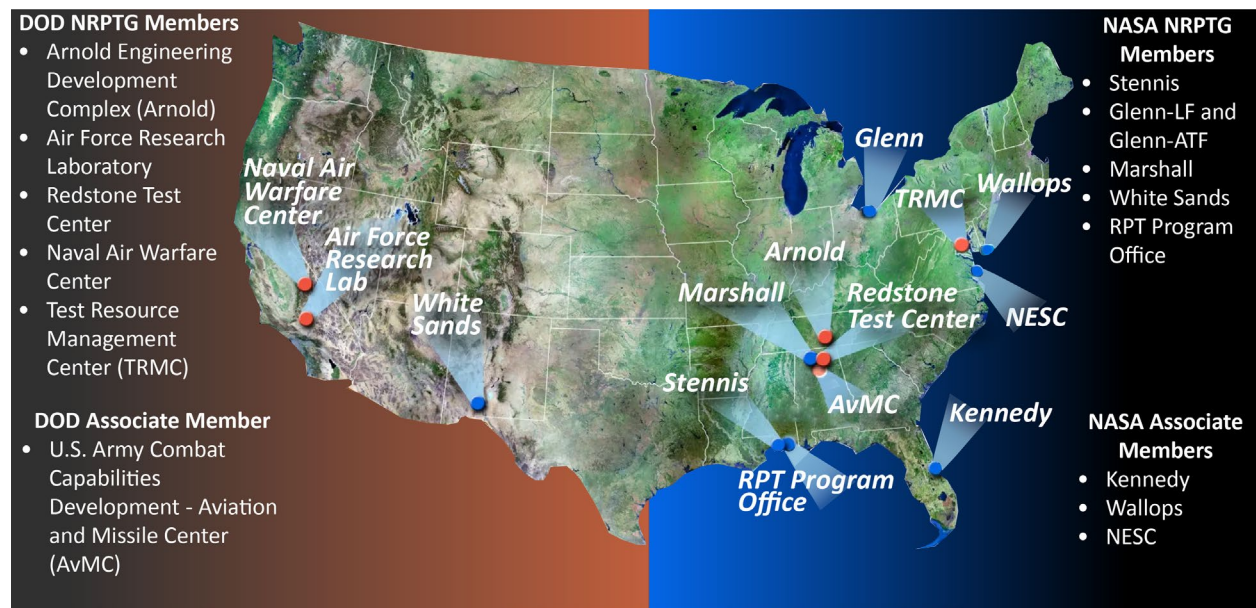 DOD NRPTG Members
• Arnold Engineering
Development
Complex (Arnold)
• Air Force Research
Laboratory
• Redstone Test
Center
• Naval Air Warfare
Center
• Test Resource
Management
Center (TRMC)
DOD Associate Member
• U.S. Army Combat
Capabilities
Development - Aviation
and Missile Center
(AvMC)
Naval Air
Warfare
Center
Air Force
Research
Lab
White
Sands
Glenn
TRMC
Wallops
Arnold
Marshall
Redstone
Test Center
NESC
Stennis
AvMC
Kennedy
RPT Program
Office
NASA NRPTG
Members
• Stennis
• Glenn-LF and
Glenn-ATF
• Marshall
• White Sands
• RPT Program
Office
NASA Associate
Members
• Kennedy
• Wallops
• NESC